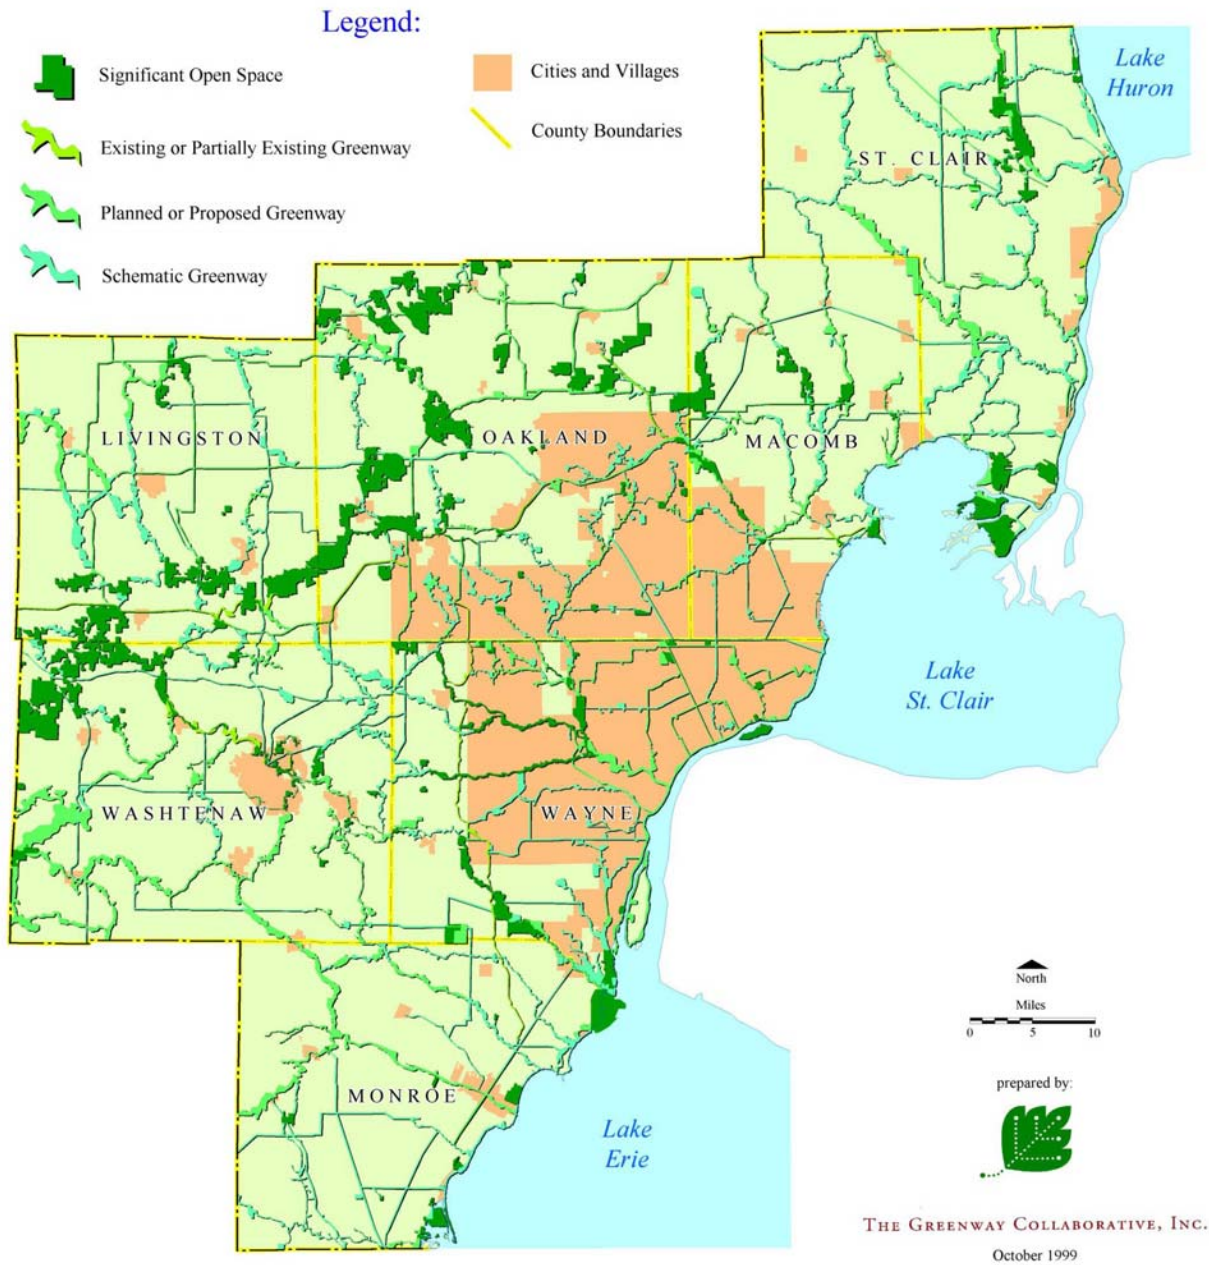 Legend:
Significant Open Space
Existing or Partially Existing Greenway
Planned or Proposed Greenway
Schematic Greenway
Cities and Villages
County Boundaries
Lake
Huron
ST. CLAIR
LIVINGSTON
OAKLAND
MACOMB
Lake
St. Clair
WASHTENAW
WAYNE
MONROE
Lake
Erie
North
Miles
0 5 10
prepared by:
THE GREENWAY COLLABORATIVE, INC.
October 1999